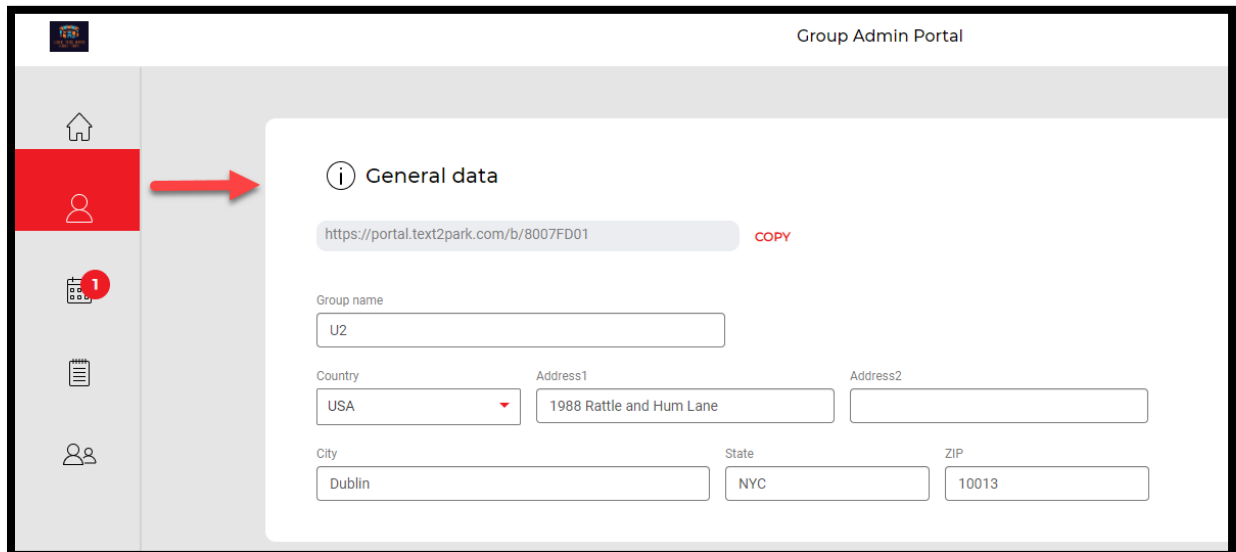 Group Admin Portal
General data
https://portal.text2park.com/b/8007FD01 COPY
1
Group name
U2
Country Address1 Address2
USA 1988 Rattle and Hum Lane
City State ZIP
Dublin NYC 10013